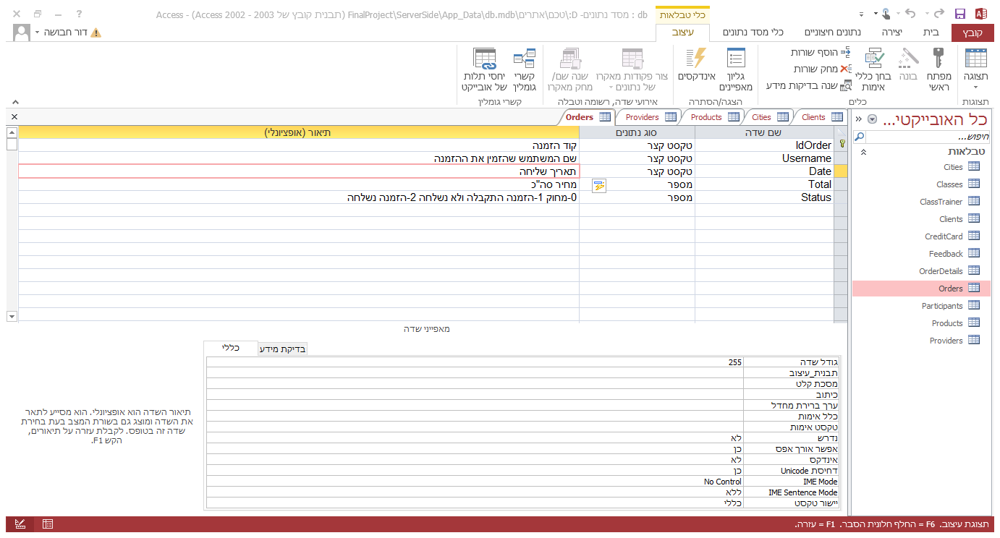 db : מסד נתונים- D:\טכם\אתרים\FinalProject\ServerSide\App_Data\db.mdb (תבנית קובץ של 2003 - Access 2002) - Access
כלי טבלאות
?
קובץ
בית
יצירה
נתונים חיצוניים
כלי מסד נתונים
עיצוב
דור חבושה
תצוגה
מפתח ראשי
בונה
בחן כללי אימות
הוסף שורות
מחק שורות
שנה בדיקות מידע
גליון מאפיינים
אינדקסים
צור פקודות מאקרו של נתונים
שנה שם/ מחק מאקרו
קשרי גומלין
יחסי תלות של אובייקט
תצוגות
כלים
הצגה/הסתרה
אירועי שדה, רשומה וטבלה
קשרי גומלין
כל האובייקטי...
חיפוש...
טבלאות
Cities
Classes
ClassTrainer
Clients
CreditCard
Feedback
OrderDetails
Orders
Participants
Products
Providers
Clients
Cities
Products
Providers
Orders
שם שדה
סוג נתונים
תיאור (אופציונלי)
IdOrder טקסט קצר קוד הזמנה
Username טקסט קצר שם המשתמש שהזמין את ההזמנה
Date טקסט קצר תאריך שליחה
Total מספר מחיר סה"כ
Status מספר 0-מחוק 1-הזמנה התקבלה ולא נשלחה 2-הזמנה נשלחה
מאפייני שדה
כללי
בדיקת מידע
גודל שדה 255
תבנית_עיצוב
מסכת קלט
כיתוב
ערך ברירת מחדל
כלל אימות
טקסט אימות
נדרש לא
אפשר אורך אפס כן
אינדקס לא
דחיסת Unicode כן
IME Mode No Control
IME Sentence Mode ללא
יישור טקסט כללי
תיאור השדה הוא אופציונלי. הוא מסייע לתאר
את השדה ומוצג גם בשורת המצב בעת בחירת
שדה זה בטופס. לקבלת עזרה על תיאורים,
הקש F1.
תצוגת עיצוב. F6 = החלף חלונית הסבר. F1 = עזרה.